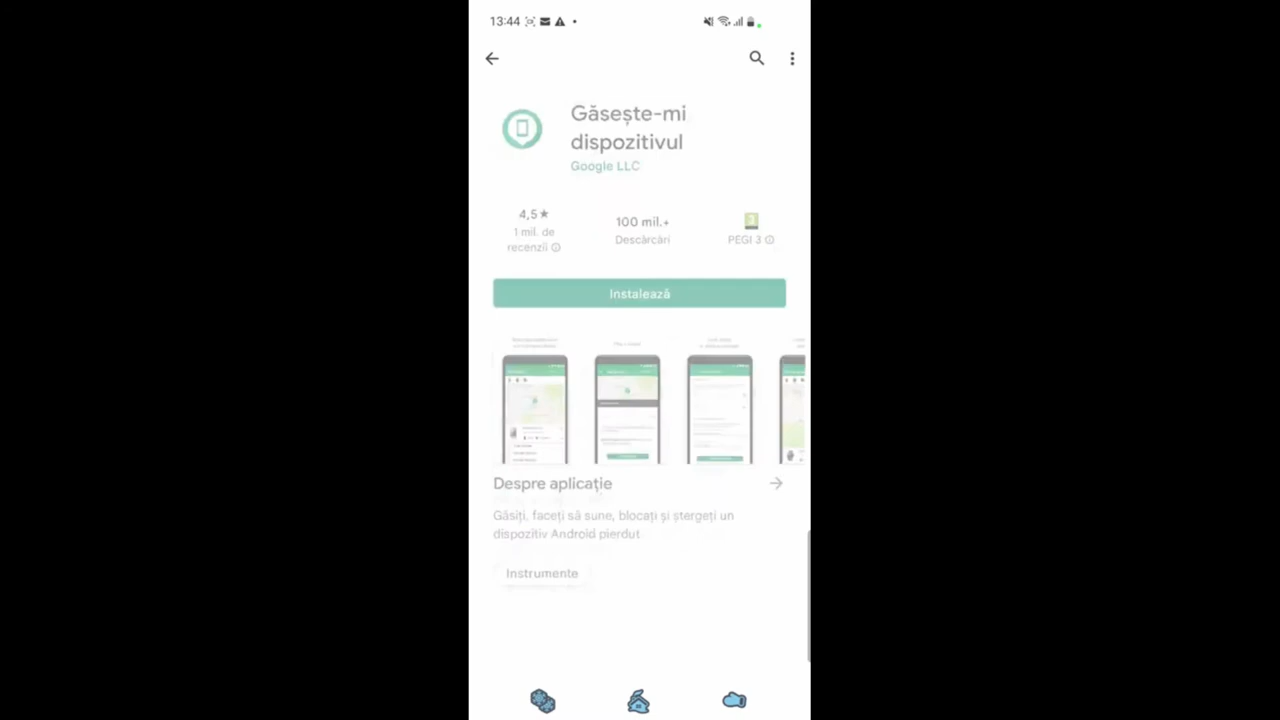 13:44
Găsește-mi
dispozitivul
Google LLC
4,5★
1 mil. de
recenzii
100 mil.+
Descărcări
3
PEGI 3
Instalează
Despre aplicație
Găsiți, faceți să sune, blocați și ștergeți un
dispozitiv Android pierdut
Instrumente